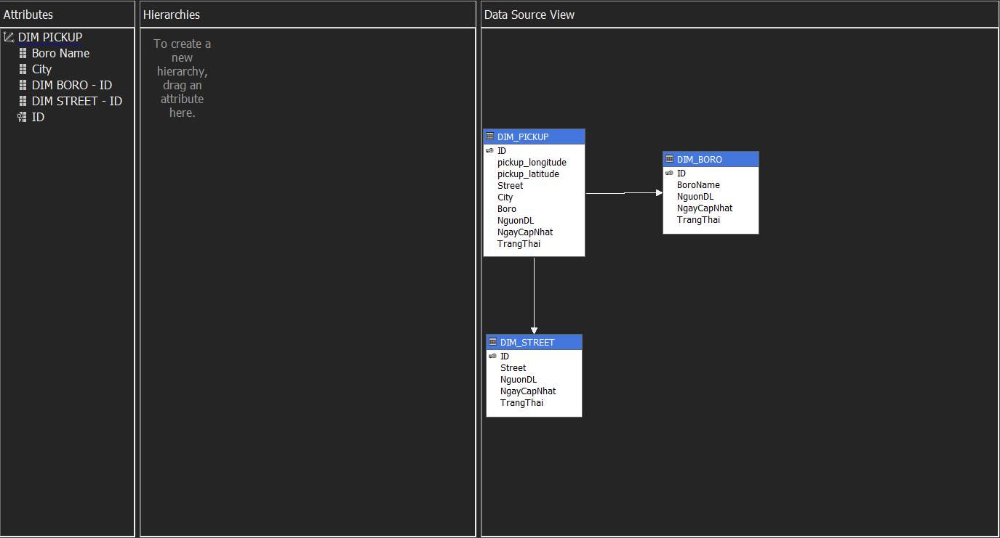 Attributes
DIM PICKUP
Boro Name
City
DIM BORO - ID
DIM STREET - ID
ID
Hierarchies
To create a
new
hierarchy,
drag an
attribute
here.
Data Source View
DIM_PICKUP
ID
pickup_longitude
pickup_latitude
Street
City
Boro
NguonDL
NgayCapNhat
TrangThai
DIM_BORO
ID
BoroName
NguonDL
NgayCapNhat
TrangThai
DIM_STREET
ID
Street
NguonDL
NgayCapNhat
TrangThai